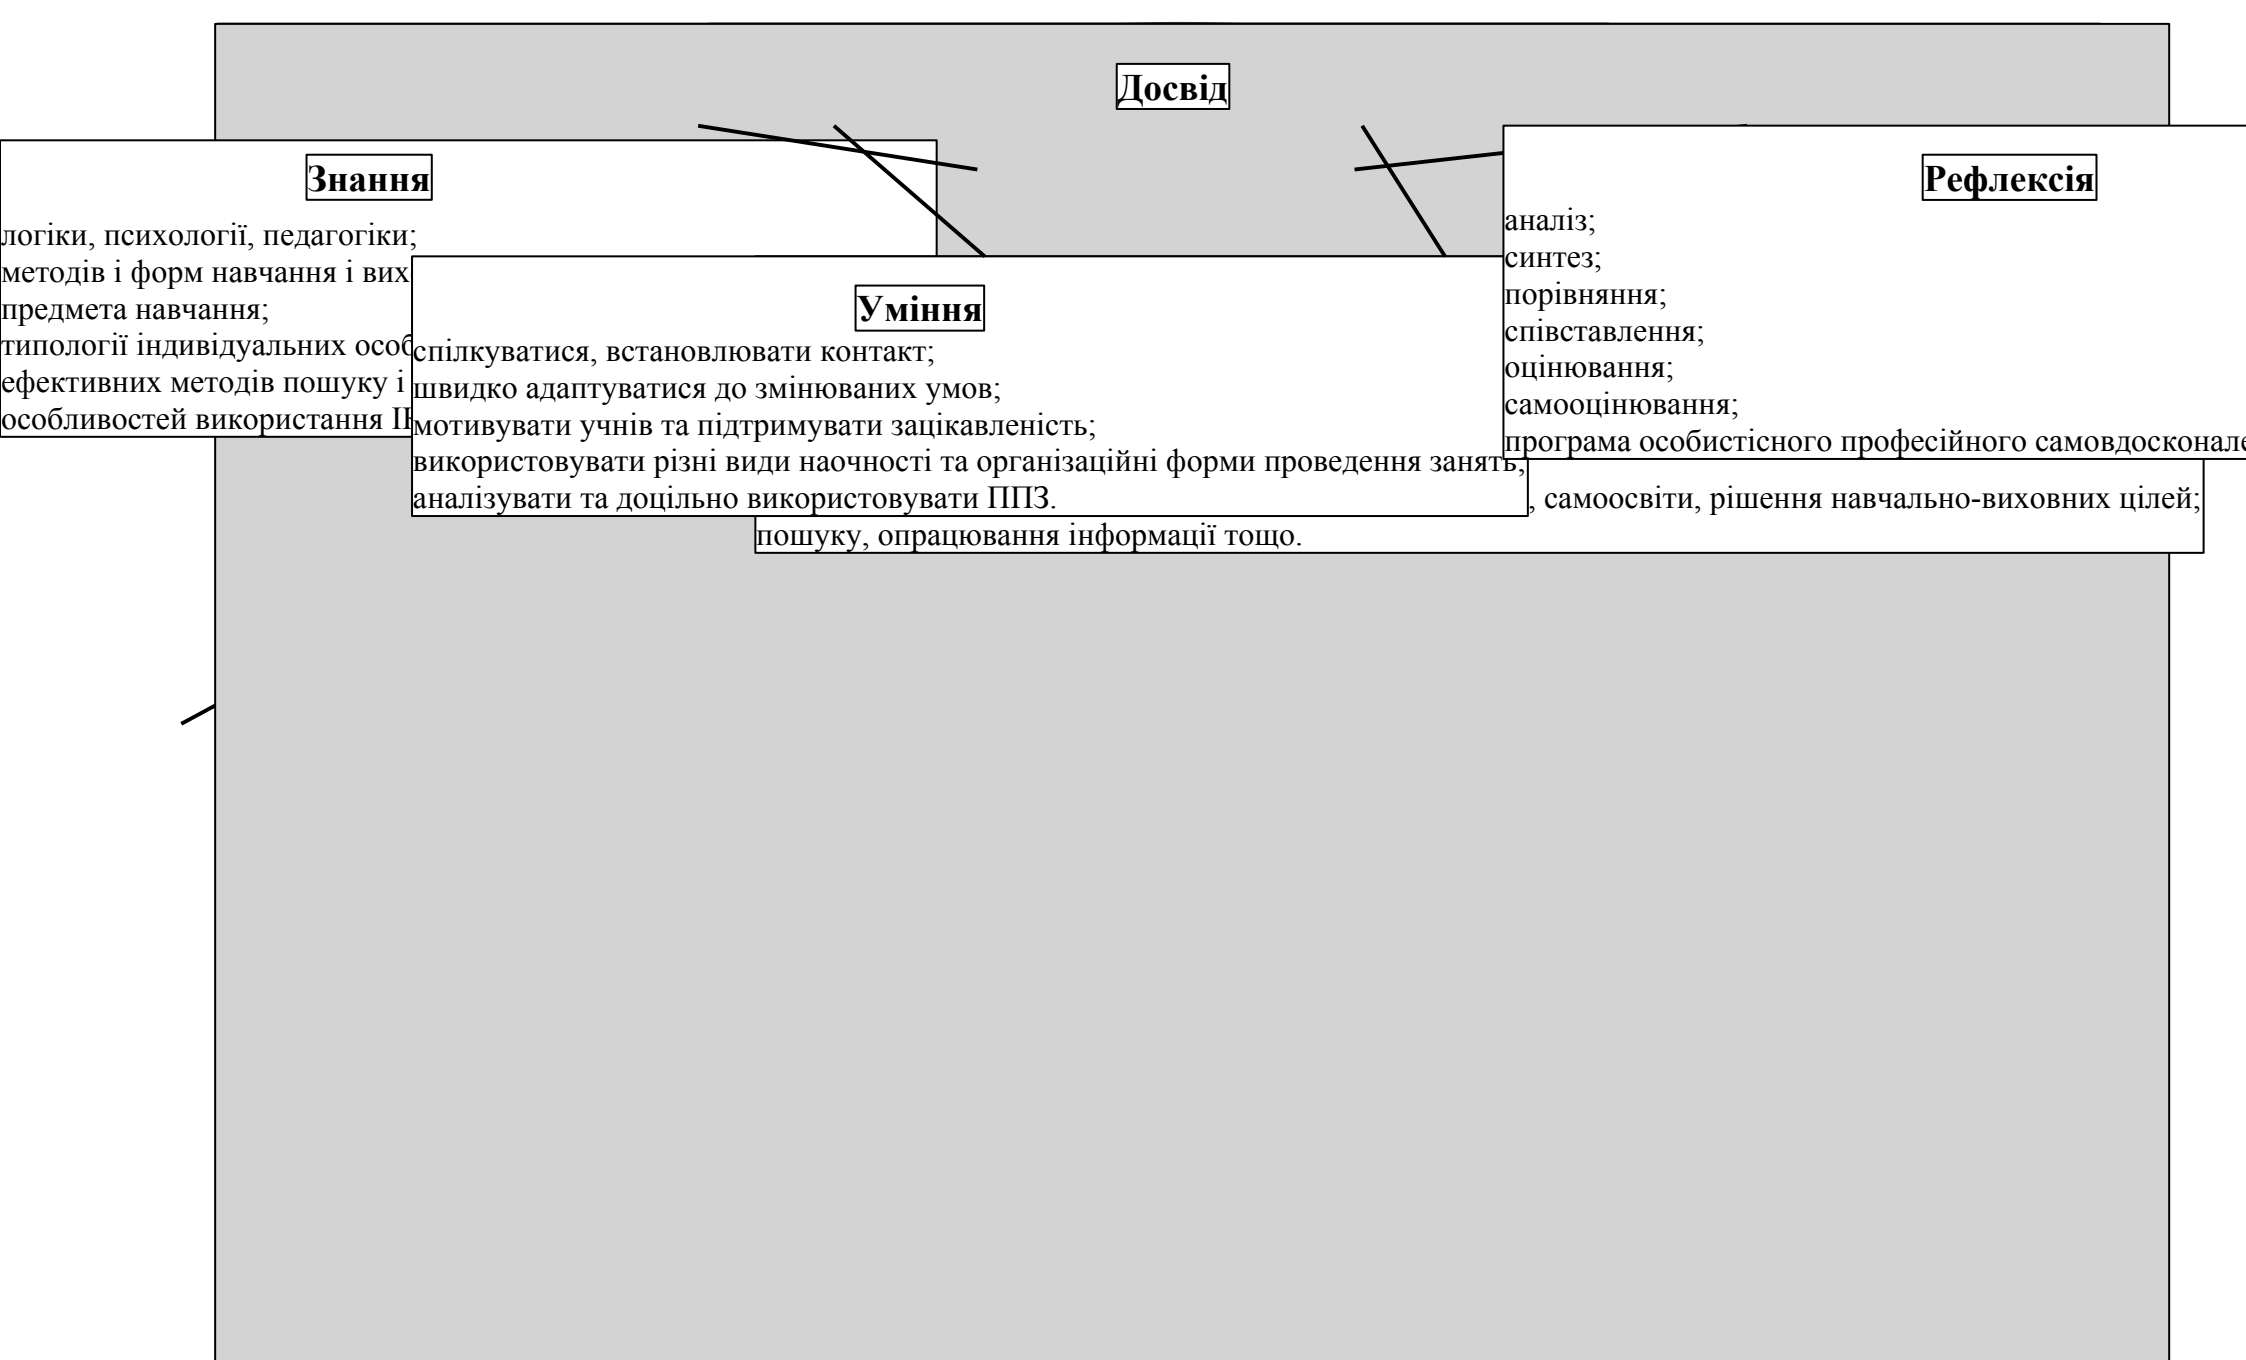 Досвід
Знання
логіки, психології, педагогіки;
методів і форм навчання і вих
предмета навчання;
типології індивідуальних особ
ефективних методів пошуку і
особливостей використання
Уміння
спілкуватися, встановлювати контакт;
швидко адаптуватися до змінюваних умов;
мотивувати учнів та підтримувати зацікавленість;
використовувати різні види наочності та організаційні форми проведення занять;
аналізувати та доцільно використовувати ППЗ.
Рефлексія
аналіз;
синтез;
порівняння;
співставлення;
оцінювання;
самооцінювання;
програма особистісного професійного самовдосконале
, самоосвіти, рішення навчально-виховних цілей;
пошуку, опрацювання інформації тощо.